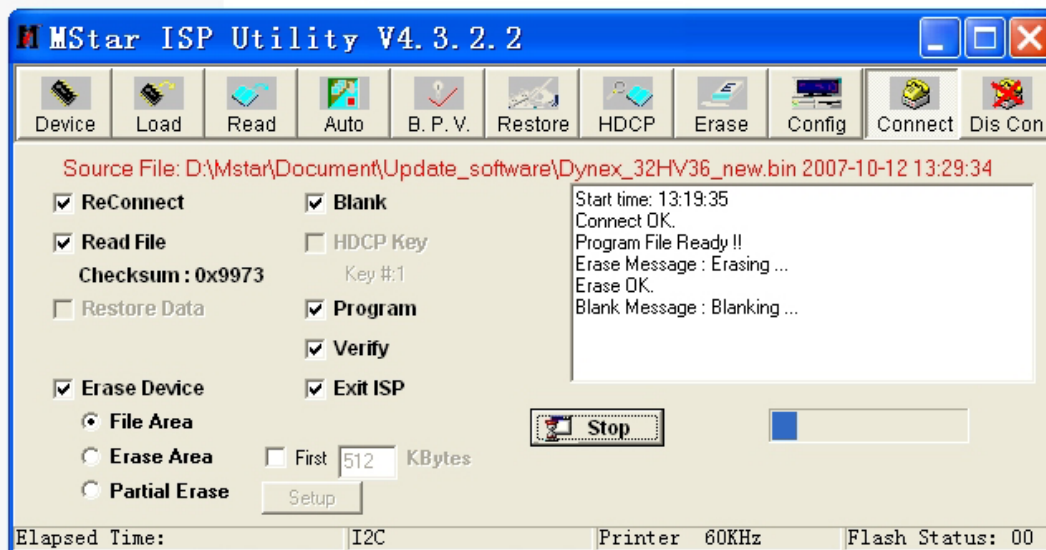 MStar ISP Utility V4.3.2.2
Device Load Read Auto B. P. V. Restore HDCP Erase Config Connect Dis Con
Source File: D:\Mstar\Document\Update_software\Dynex_32HV36_new.bin 2007-10-12 13:29:34
ReConnect
Blank
Read File
HDCP Key
Checksum : 0x9973
Key #:1
Restore Data
Program
Verify
Erase Device
Exit ISP
File Area
Erase Area
First 512 KBytes
Partial Erase
Setup
Start time: 13:19:35
Connect OK.
Program File Ready !!
Erase Message : Erasing ...
Erase OK.
Blank Message : Blanking ...
Stop
Elapsed Time: I2C Printer 60KHz Flash Status: 00